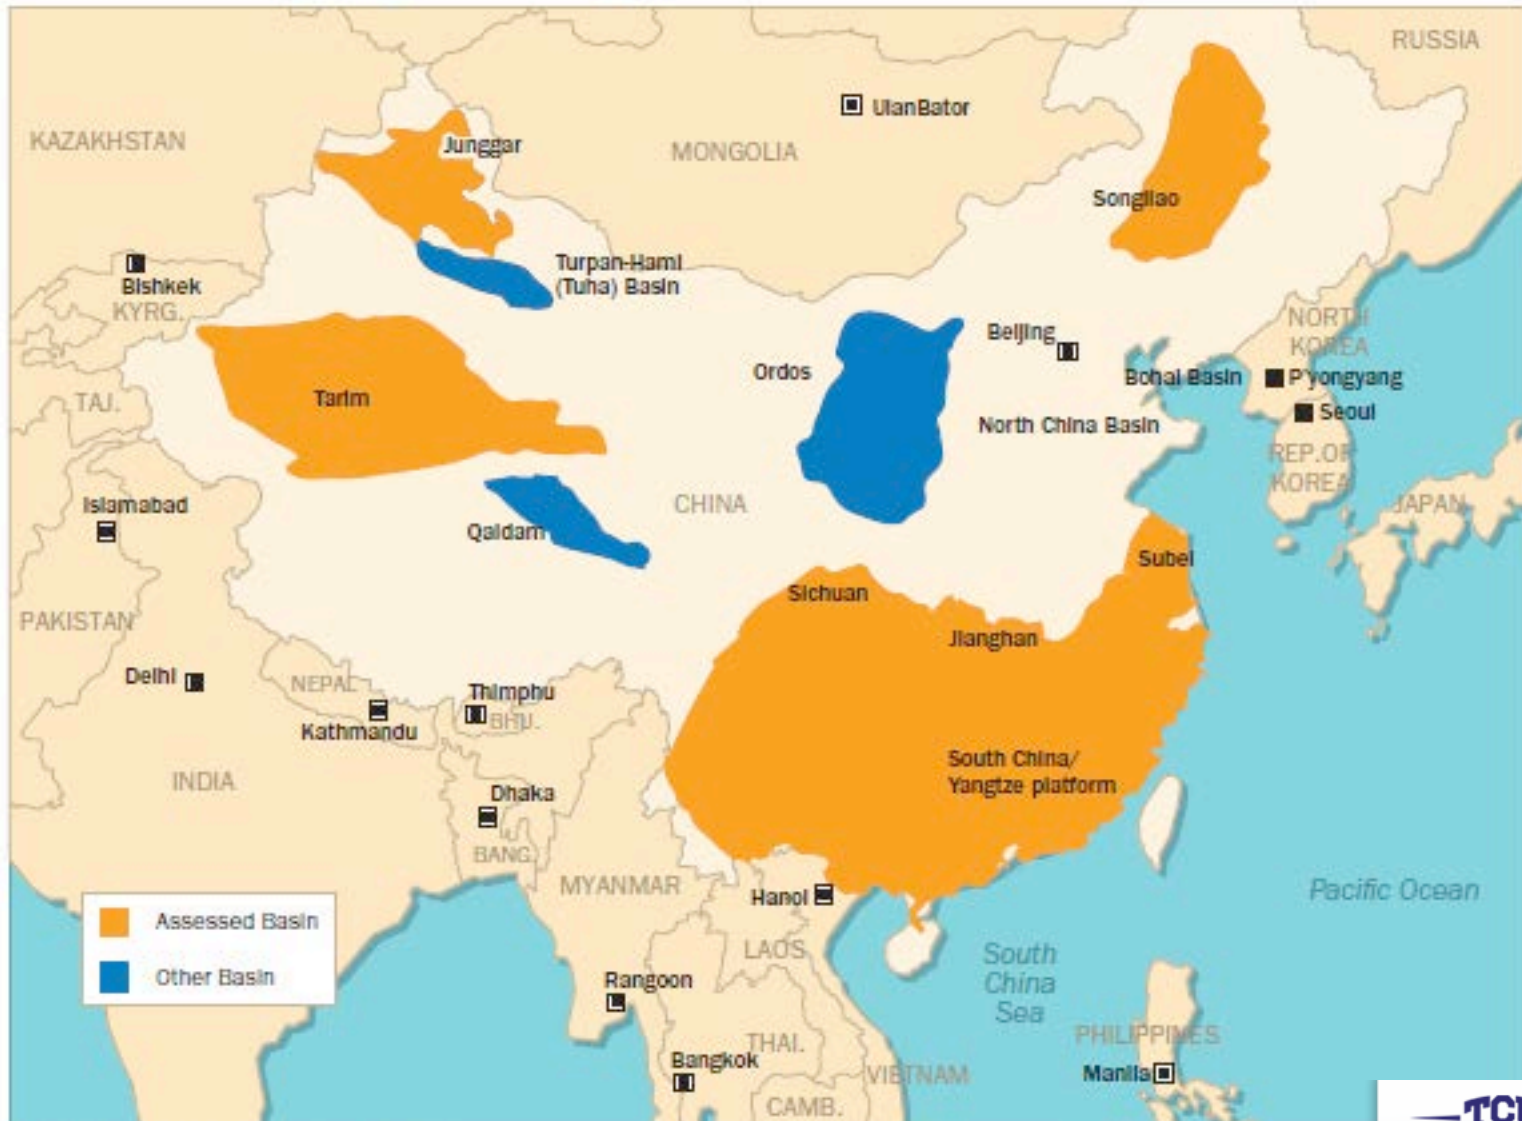 RUSSIA
UlanBator
KAZAKHSTAN
Junggar
MONGOLIA
Songliao
Turpan-Hami
(Tuha) Basin
Bishkek
KYRG.
NORTH
KOREA
Beijing
Ordos
Bohai Basin
P'yongyang
Tarim
TAJ.
Seoul
North China Basin
REP.OF
KOREA
Islamabad
CHINA
JAPAN
Qaidam
Subei
Sichuan
PAKISTAN
Jianghan
Delhi
NEPAL
Thimphu
BHU.
Kathmandu
South China/
Yangtze platform
INDIA
Dhaka
BANG.
MYANMAR
Hanoi
Pacific Ocean
Assessed Basin
Other Basin
LAOS
South
China
Sea
Rangoon
PHILIPPINES
THAI.
Bangkok
VIETNAM
Manila
CAMB.